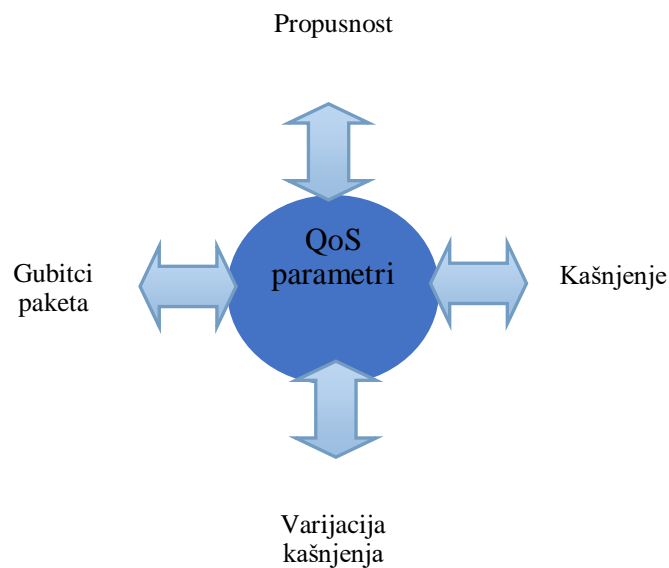 Propusnost
QoS
parametri
Gubitci
paketa
Kašnjenje
Varijacija
kašnjenja